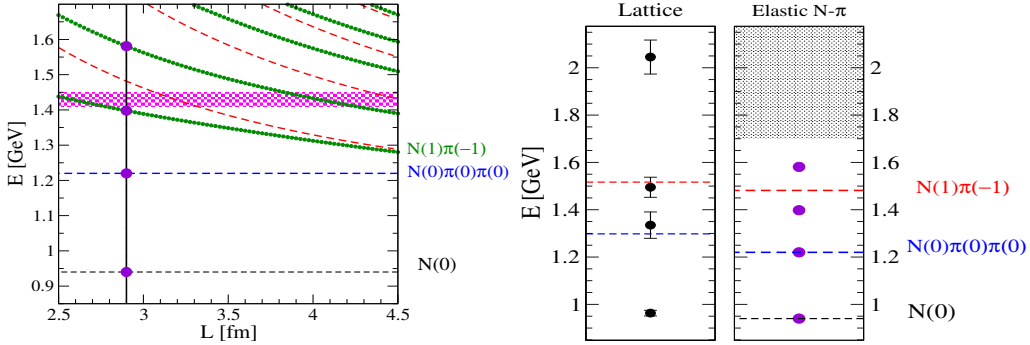 1.6
1.5
1.4
1.3
1.2
1.1
1
0.9
E [GeV]
2.5
3
3.5
4
4.5
L [fm]
N(1)π(-1)
N(0)π(0)π(0)
N(0)
Lattice
E [GeV]
2
1.8
1.6
1.4
1.2
1
Elastic N-π
2
1.8
1.6
1.4
1.2
1
N(1)π(-1)
N(0)π(0)π(0)
N(0)